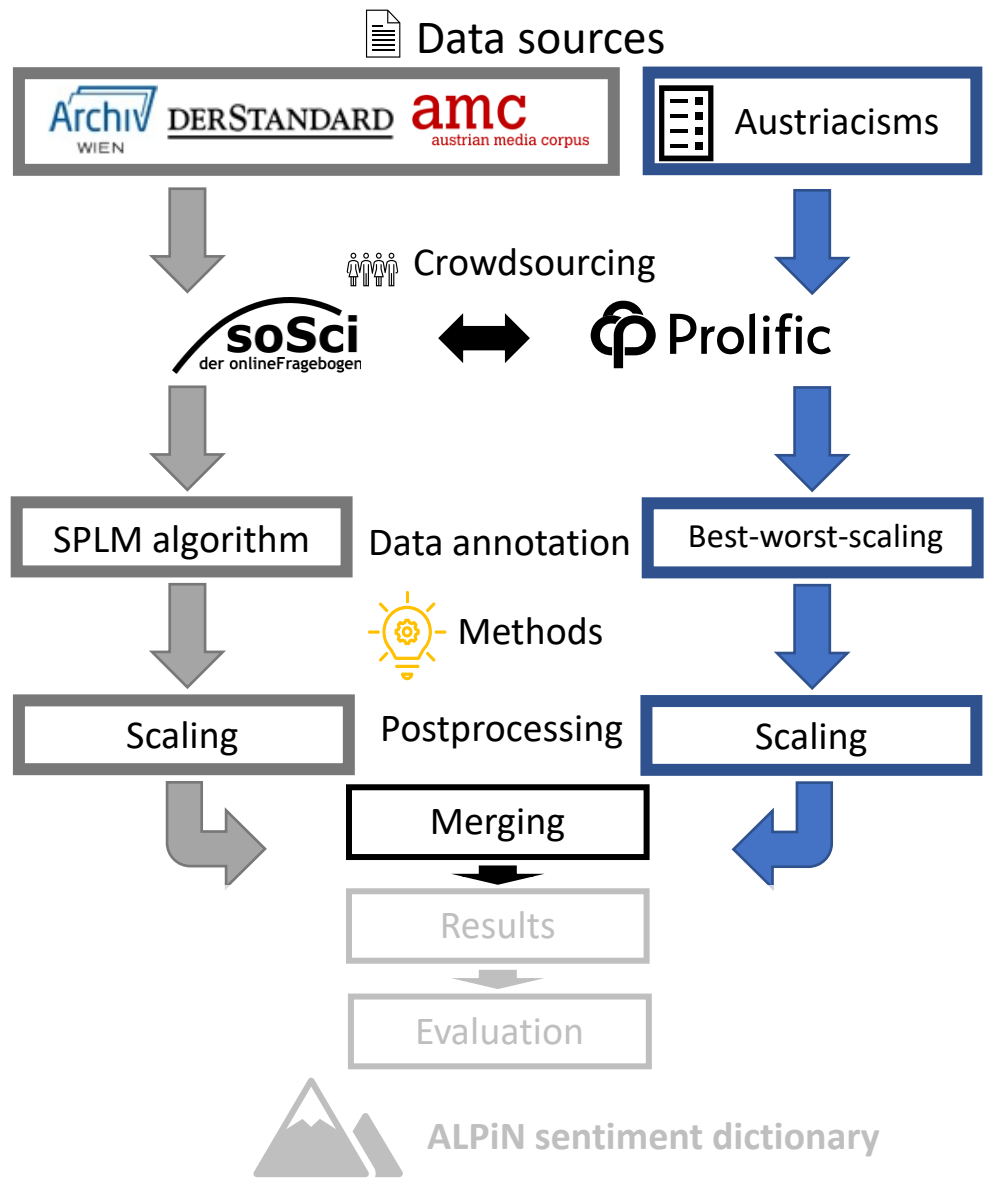 Data sources
Archiv
WIEN
DERSTANDARD
amc
austrian media corpus
Austriacisms
Crowdsourcing
soSci
der onlineFragebogen
Prolific
SPLM algorithm
Data annotation
Best-worst-scaling
Methods
Scaling
Postprocessing
Scaling
Merging
Results
Evaluation
ALPiN sentiment dictionary